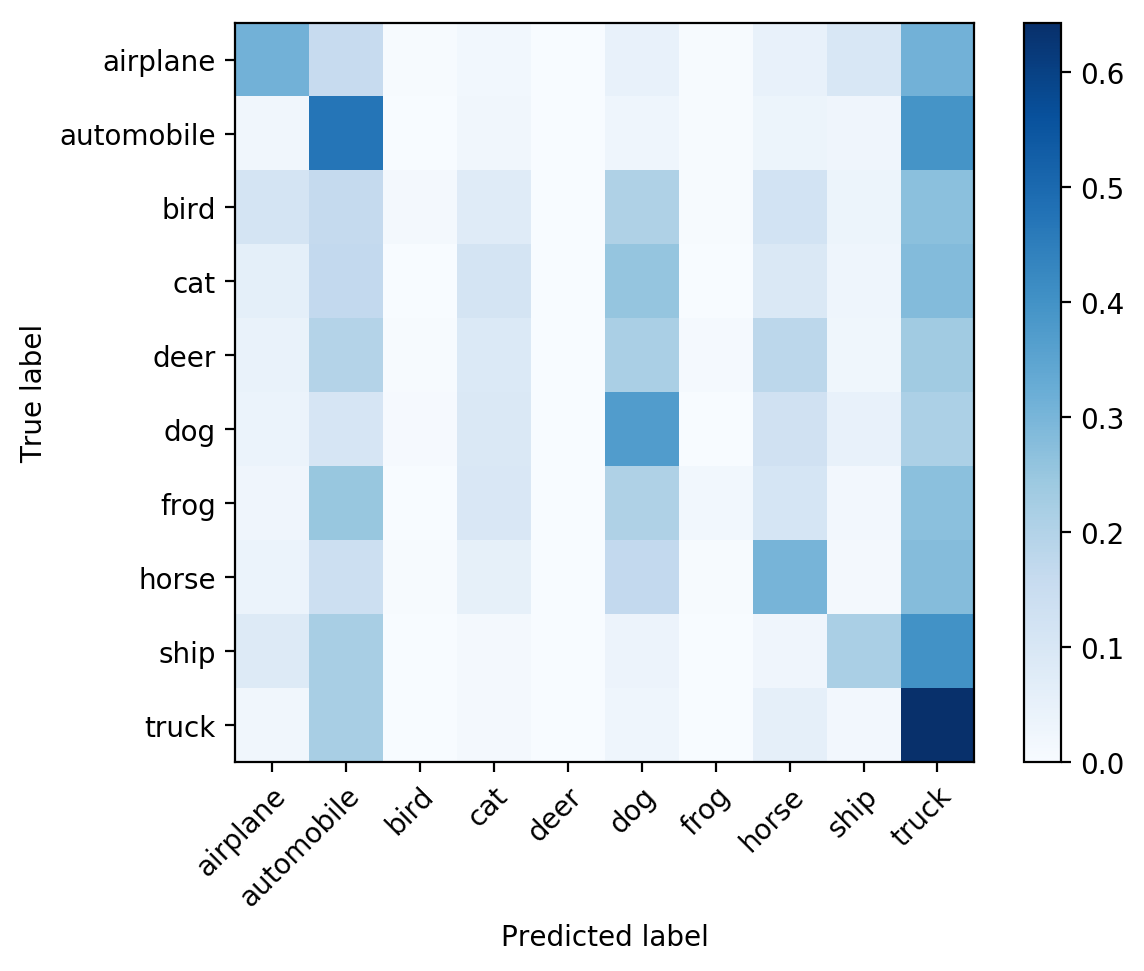 True label
airplane
automobile
bird
cat
deer
dog
frog
horse
ship
truck
airplane
automobile
bird
cat
deer
dog
frog
horse
ship
truck
Predicted label
0.6
0.5
0.4
0.3
0.2
0.1
0.0